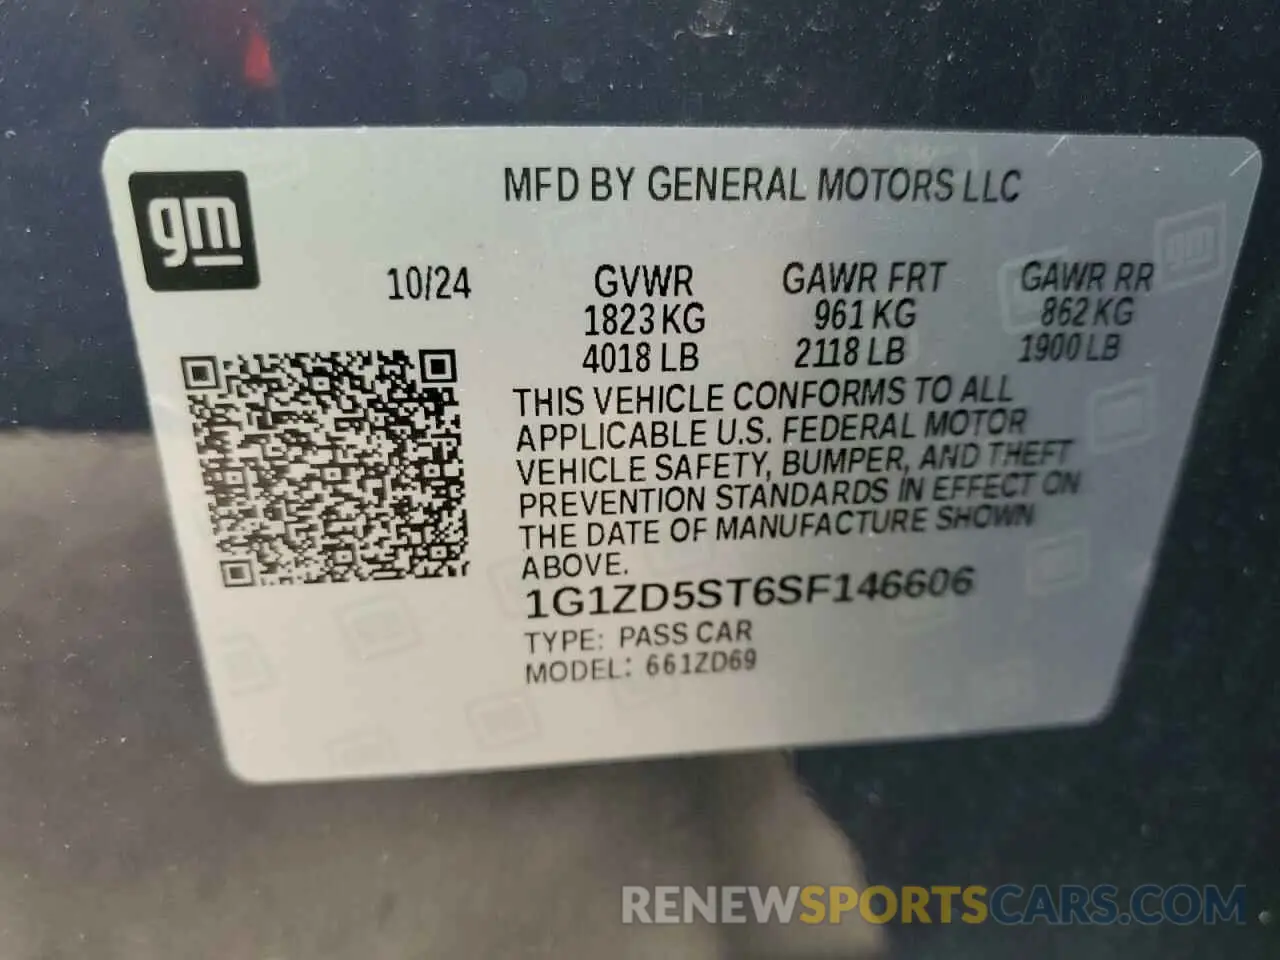 gm
MFD BY GENERAL MOTORS LLC
10/24 GVWR GAWR FRT GAWR RR
1823 KG 961 KG 862 KG
4018 LB 2118 LB 1900 LB
THIS VEHICLE CONFORMS TO ALL
APPLICABLE U.S. FEDERAL MOTOR
VEHICLE SAFETY, BUMPER, AND THEFT
PREVENTION STANDARDS IN EFFECT ON
THE DATE OF MANUFACTURE SHOWN
ABOVE.
1G1ZD5ST6SF146606
TYPE: PASS CAR
MODEL: 661ZD69
RENEWSPORTSCARS.COM